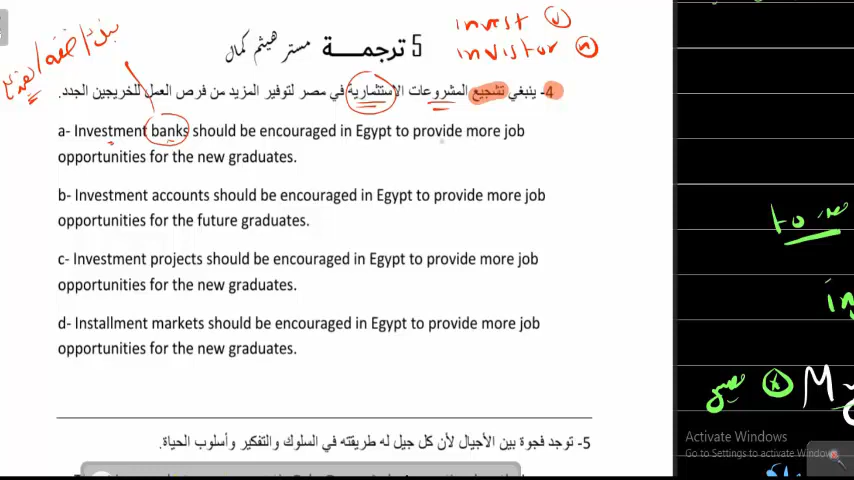 invest (v)
5 ترجمـــــة مستر هيثم كمال
invistor (n)
بنك / ضفة /
4- ينبغي تشجيع المشروعات الاستثمارية في مصر لتوفير المزيد من فرص العمل للخريجين الجدد.
a- Investment banks should be encouraged in Egypt to provide more job
opportunities for the new graduates.
b- Investment accounts should be encouraged in Egypt to provide more job
opportunities for the future graduates.
c- Investment projects should be encouraged in Egypt to provide more job
opportunities for the new graduates.
d- Installment markets should be encouraged in Egypt to provide more job
opportunities for the new graduates.
5- توجد فجوة بين الأجيال لأن كل جيل له طريقته في السلوك والتفكير وأسلوب الحياة.
to
in
M
Activate Windows
Go to Settings to activate Windows.